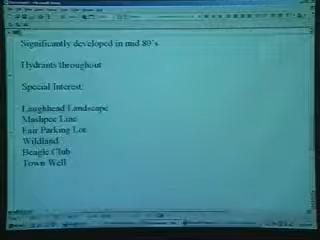 Significantly developed in mid 80's
Hydrants throughout
Special Interest:
Laughhead Landscape
Mashpee Line
Fair Parking Lot
Wildland
Beagle Club
Town Well